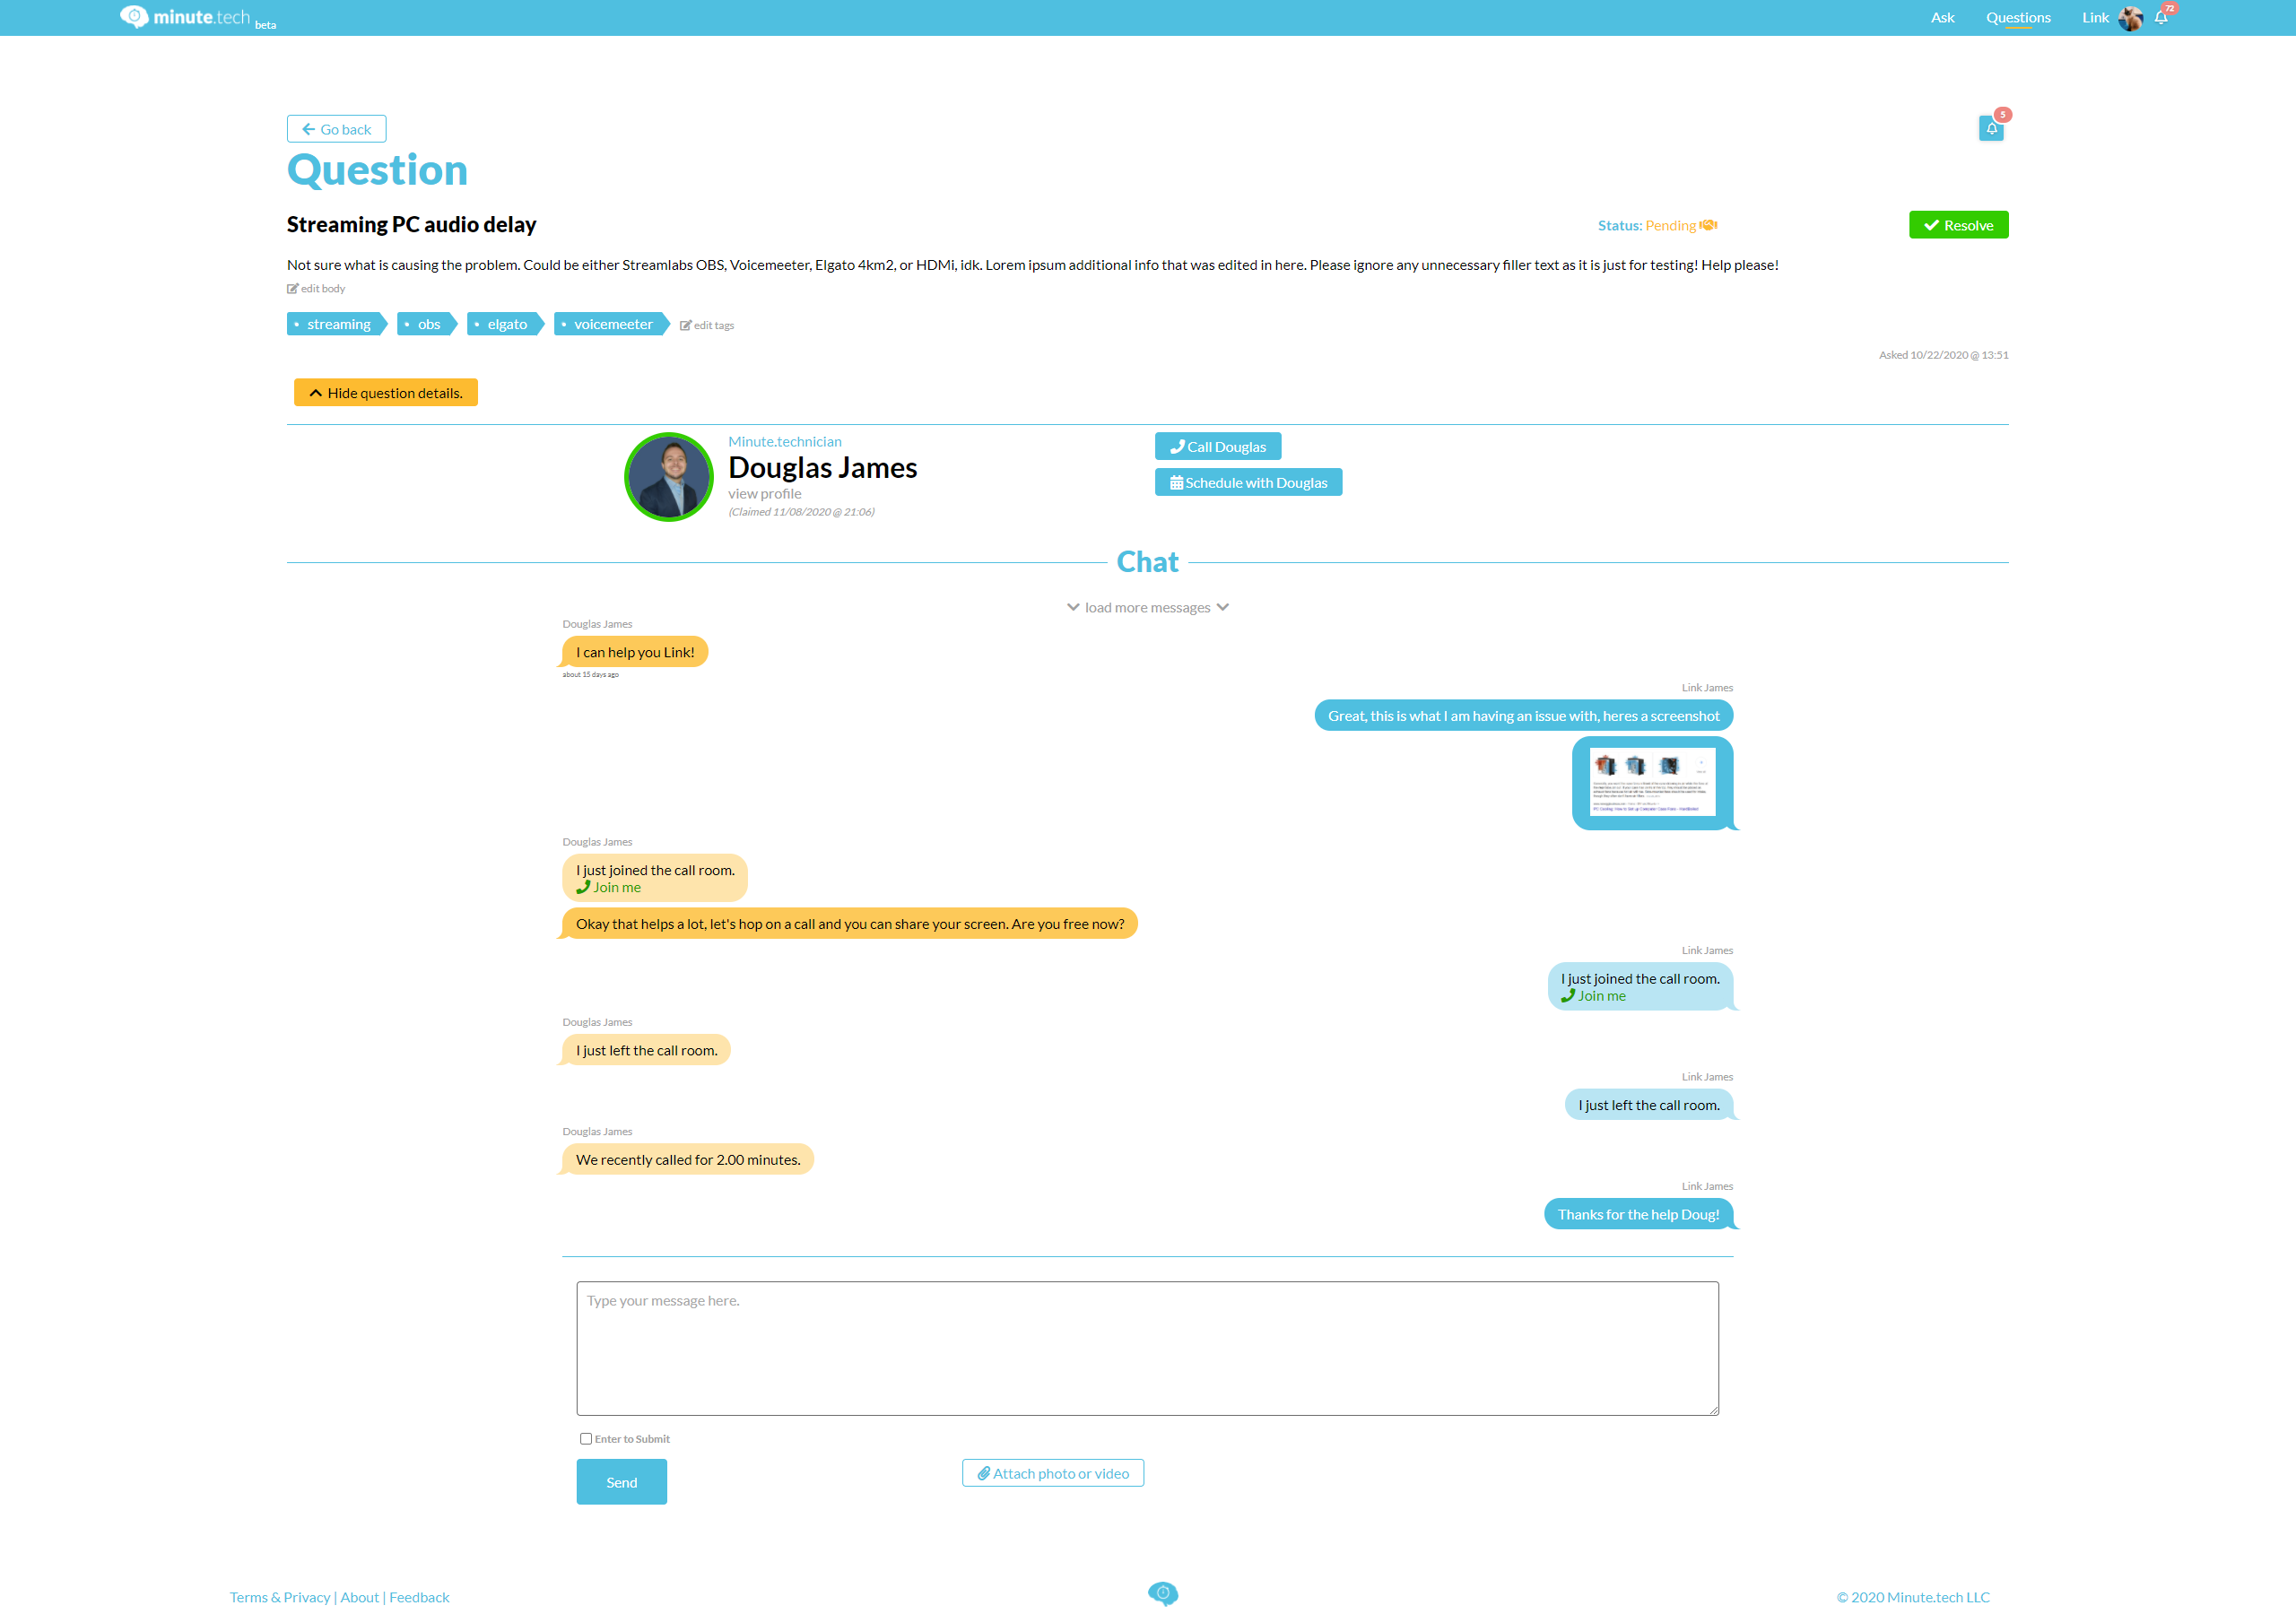 minute.tech beta
Ask Questions Link 72
Go back
5
Question
Streaming PC audio delay
Status: Pending
Resolve
Not sure what is causing the problem. Could be either Streamlabs OBS, Voicemeeter, Elgato 4km2, or HDMi, idk. Lorem ipsum additional info that was edited in here. Please ignore any unnecessary filler text as it is just for testing! Help please!
edit body
streaming obs elgato voicemeeter edit tags
Asked 10/22/2020 @ 13:51
Hide question details.
Minute.technician
Douglas James
view profile
(Claimed 11/08/2020 @ 21:06)
Call Douglas
Schedule with Douglas
Chat
load more messages
Douglas James
I can help you Link!
about 15 days ago
Link James
Great, this is what I am having an issue with, heres a screenshot
Douglas James
I just joined the call room.
Join me
Okay that helps a lot, let's hop on a call and you can share your screen. Are you free now?
Link James
I just joined the call room.
Join me
Douglas James
I just left the call room.
Link James
I just left the call room.
Douglas James
We recently called for 2.00 minutes.
Link James
Thanks for the help Doug!
Type your message here.
Enter to Submit
Send
Attach photo or video
Terms & Privacy | About | Feedback
© 2020 Minute.tech LLC